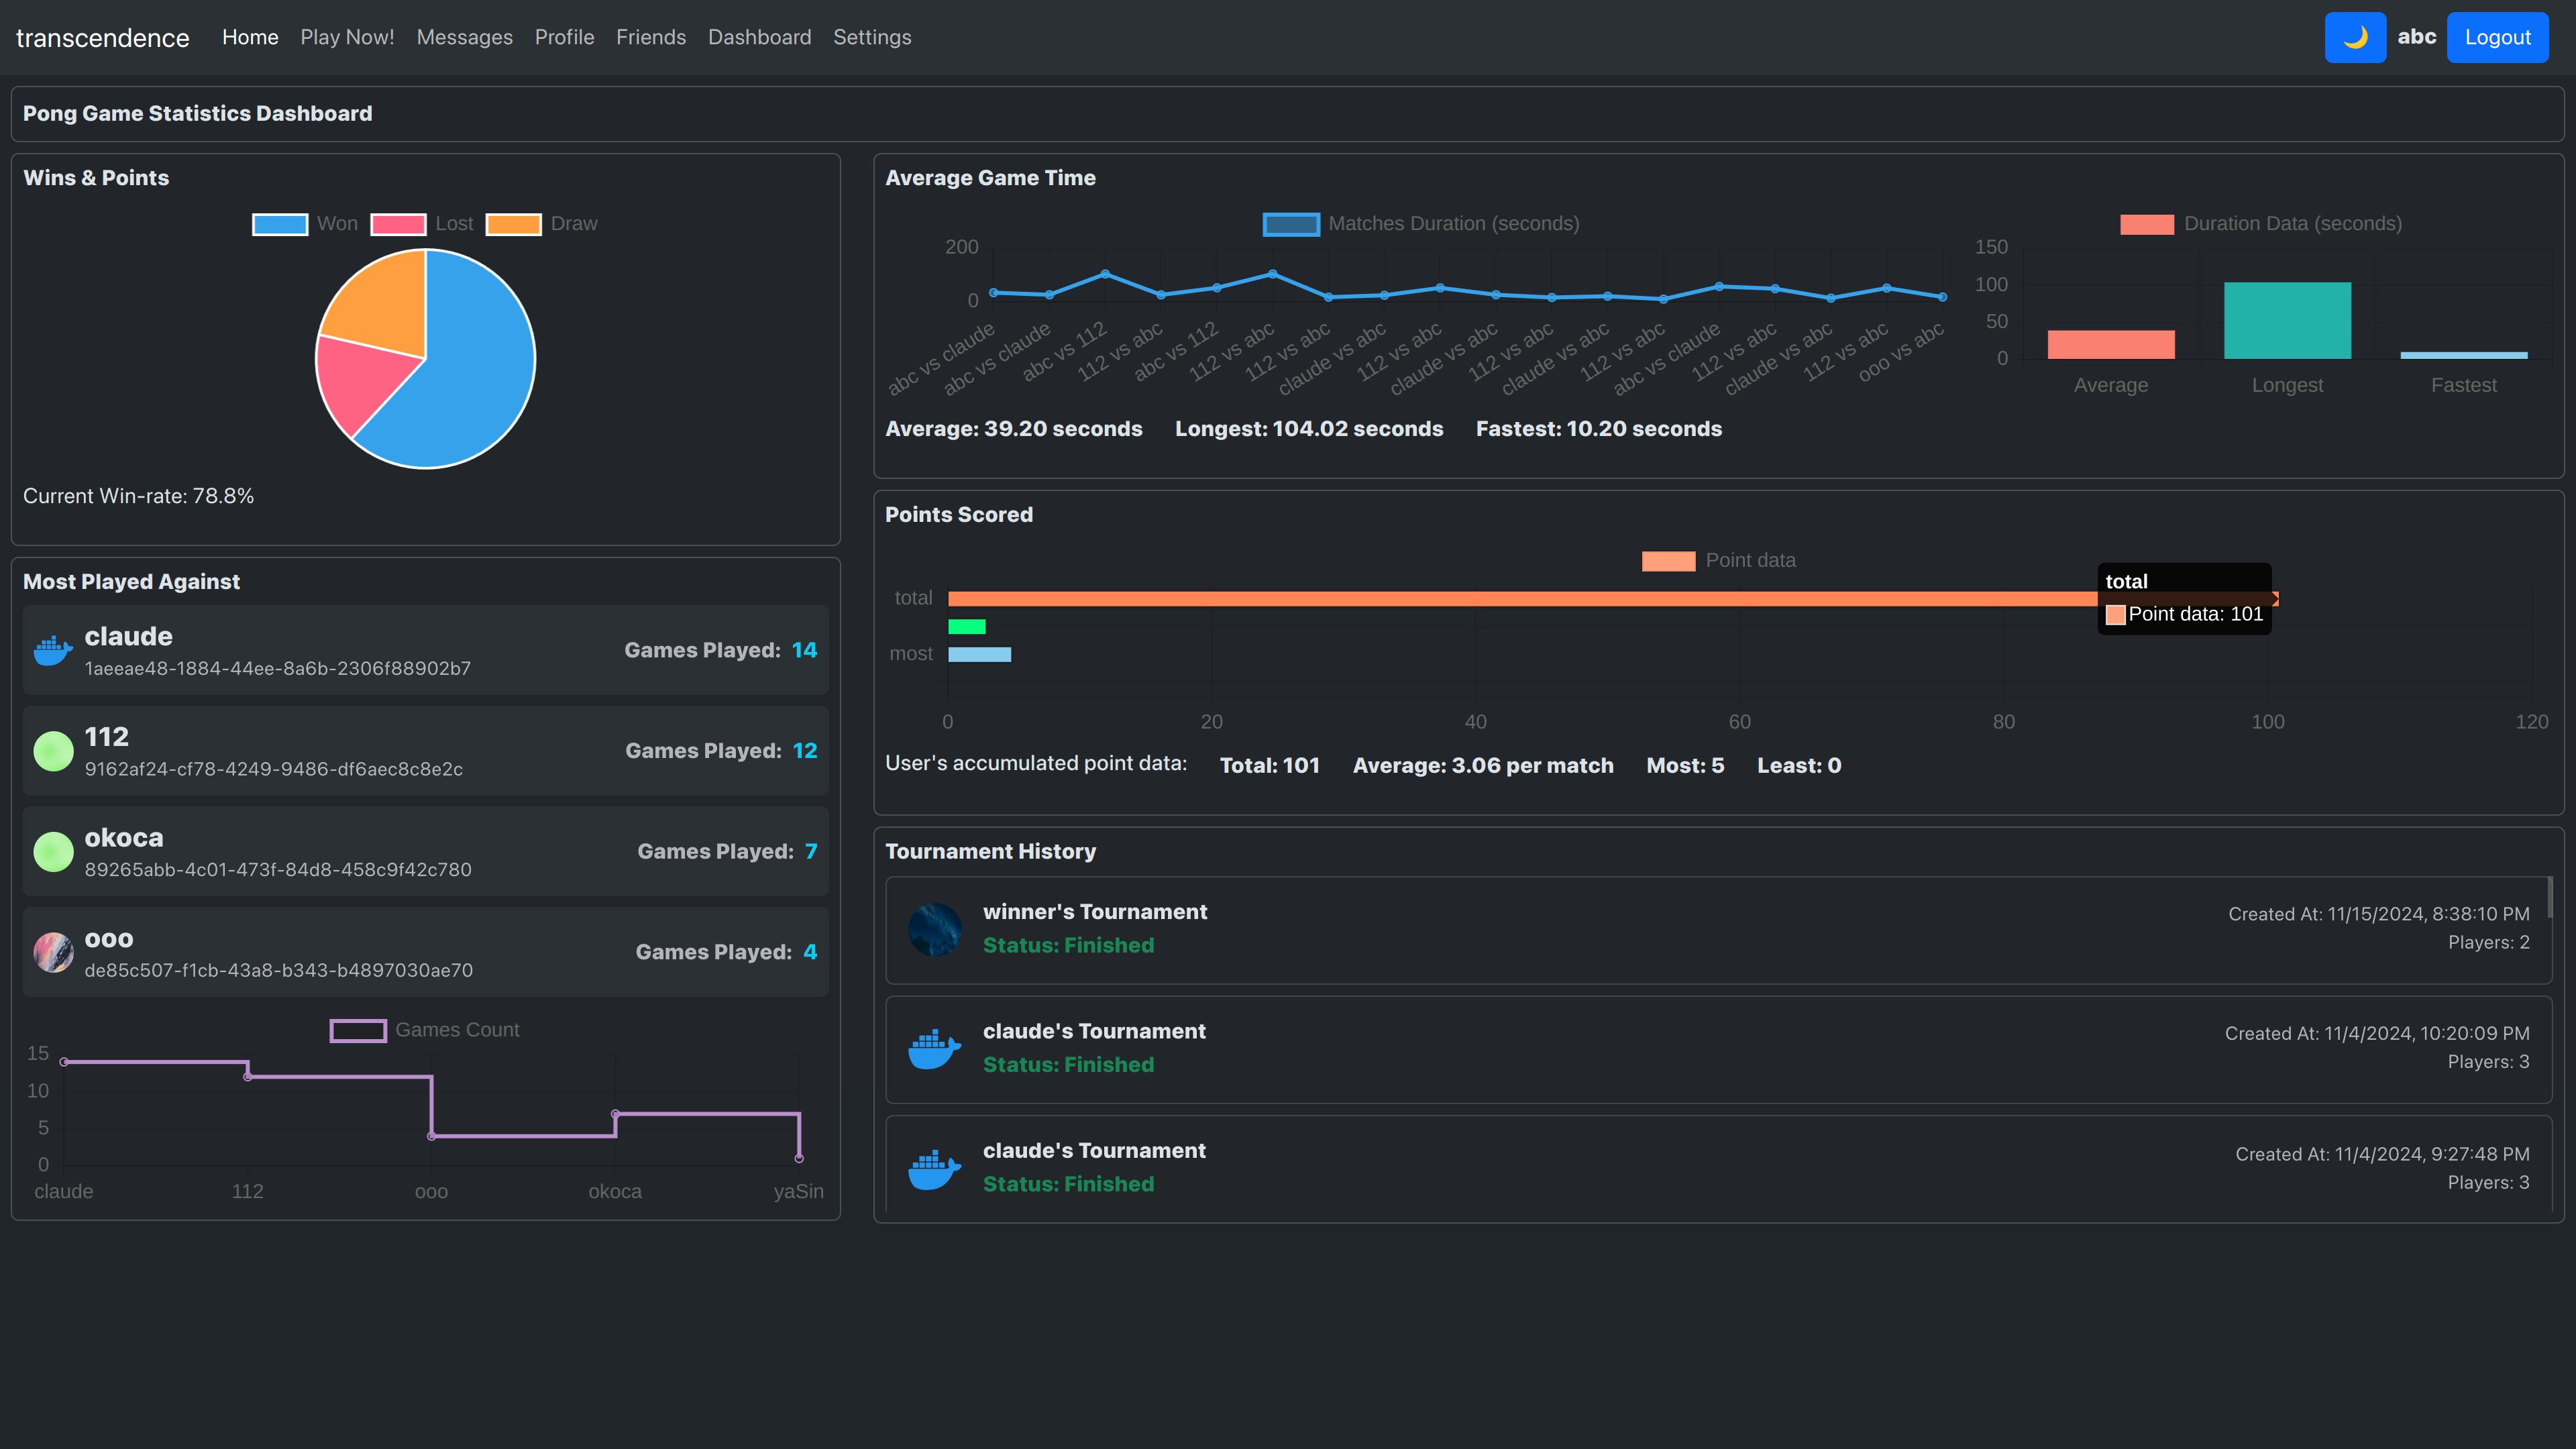 transcendence Home Play Now! Messages Profile Friends Dashboard Settings abc Logout
Pong Game Statistics Dashboard
Wins & Points
Won Lost Draw
Current Win-rate: 78.8%
Most Played Against
claude
1aeeae48-1884-44ee-8a6b-2306f88902b7
Games Played: 14
112
9162af24-cf78-4249-9486-df6aec8c8e2c
Games Played: 12
okoca
89265abb-4c01-473f-84d8-458c9f42c780
Games Played: 7
ooo
de85c507-f1cb-43a8-b343-b4897030ae70
Games Played: 4
Games Count
15
10
5
0
claude 112 ooo okoca yaSin
Average Game Time
Matches Duration (seconds)
200
0
abc vs claude
abc vs claude
abc vs 112
112 vs abc
abc vs 112
112 vs abc
112 vs abc
claude vs abc
112 vs abc
claude vs abc
112 vs abc
claude vs abc
112 vs abc
abc vs claude
112 vs abc
claude vs abc
112 vs abc
ooo vs abc
Duration Data (seconds)
150
100
50
0
Average Longest Fastest
Average: 39.20 seconds Longest: 104.02 seconds Fastest: 10.20 seconds
Points Scored
Point data
total
most
total
Point data: 101
0 20 40 60 80 100 120
User's accumulated point data: Total: 101 Average: 3.06 per match Most: 5 Least: 0
Tournament History
winner's Tournament
Status: Finished
Created At: 11/15/2024, 8:38:10 PM
Players: 2
claude's Tournament
Status: Finished
Created At: 11/4/2024, 10:20:09 PM
Players: 3
claude's Tournament
Status: Finished
Created At: 11/4/2024, 9:27:48 PM
Players: 3